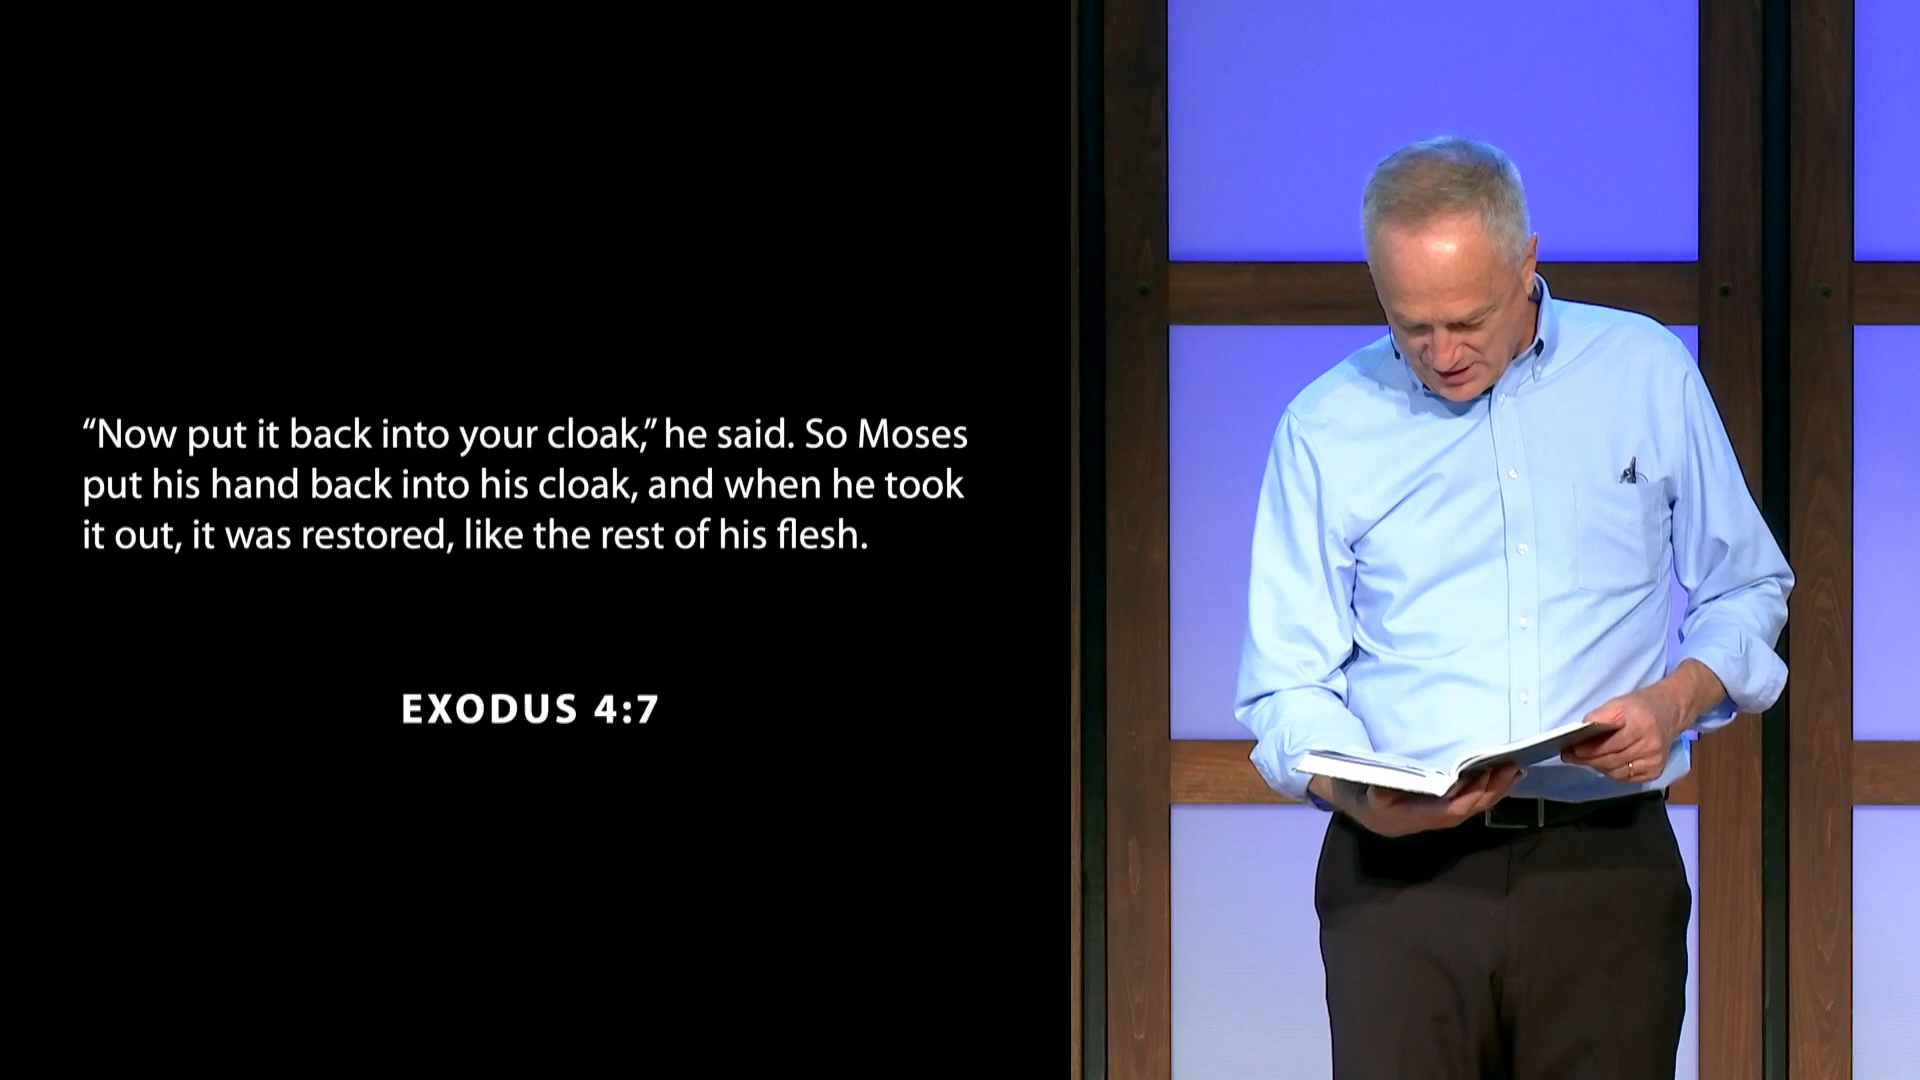 “Now put it back into your cloak,” he said. So Moses
put his hand back into his cloak, and when he took
it out, it was restored, like the rest of his flesh.
EXODUS 4:7